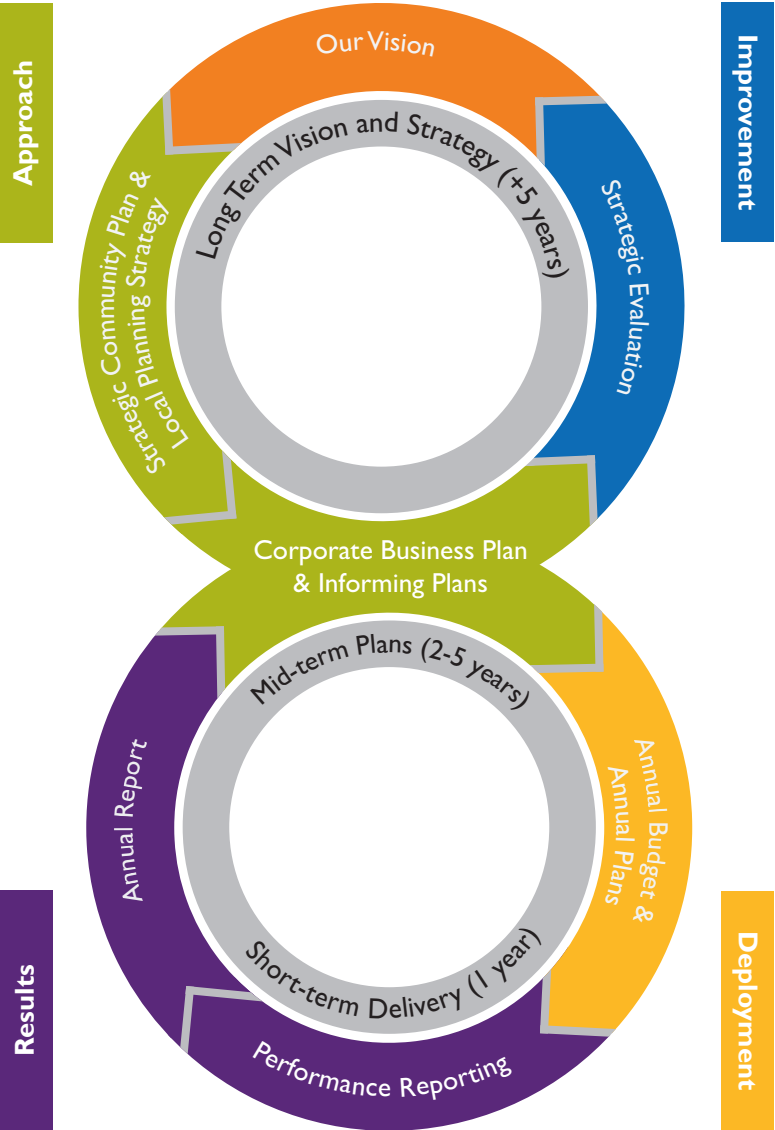 Approach
Improvement
Our Vision
Long Term Vision and Strategy (+5 years)
Strategic Community Plan &
Local Planning Strategy
Strategic Evaluation
Corporate Business Plan
& Informing Plans
Mid-term Plans (2-5 years)
Annual Report
Annual Budget &
Annual Plans
Short-term Delivery (1 year)
Performance Reporting
Results
Deployment